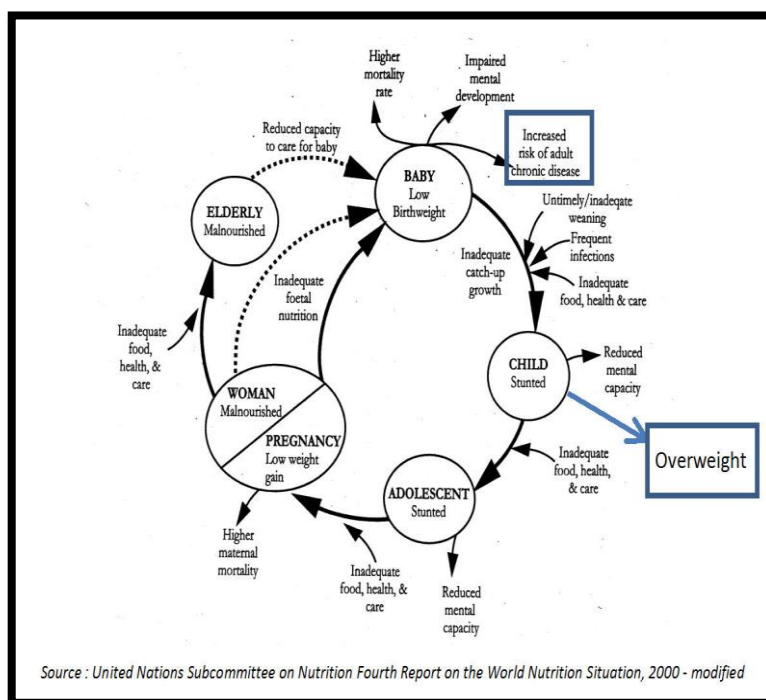 Higher
mortality
rate
Impaired
mental
development
Increased
risk of adult
chronic disease
Reduced capacity
to care for baby
BABY
Low
Birthweight
ELDERLY
Malnourished
Untimely/inadeqate
weaning
Frequent
infections
Inadequate
food, health & care
Inadequate
catch-up
growth
Inadequate
foetal
nutrition
Inadequate
food,
health, &
care
CHILD
Stunted
Reduced
mental
capacity
WOMAN
Malnourished
PREGNANCY
Low weight
gain
Inadequate
food, health,
& care
Overweight
ADOLESCENT
Stunted
Higher
maternal
mortality
Inadequate
food, health, &
care
Reduced
mental
capacity
Source : United Nations Subcommittee on Nutrition Fourth Report on the World Nutrition Situation, 2000 - modified